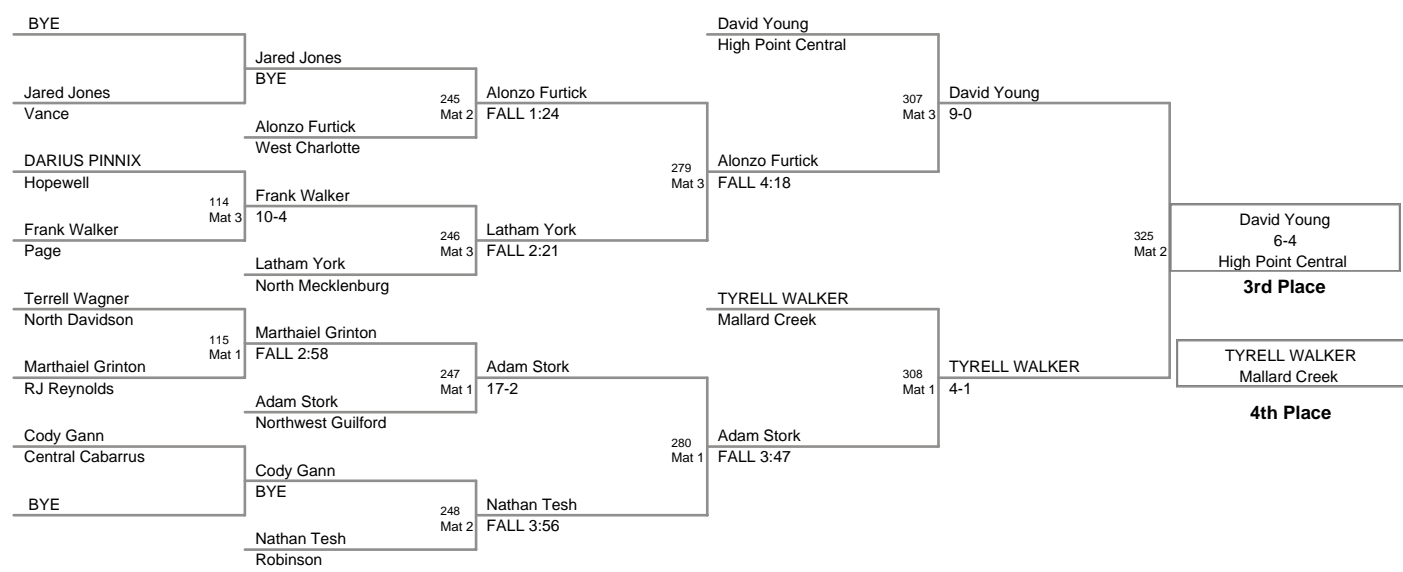 BYE
Jared Jones
Vance
DARIUS PINNIX
Hopewell
114
Mat 3
Frank Walker
Page
Terrell Wagner
North Davidson
115
Mat 1
Marthaiel Grinton
RJ Reynolds
Cody Gann
Central Cabarrus
BYE
Jared Jones
BYE
245
Mat 2
Alonzo Furtick
West Charlotte
Frank Walker
10-4
246
Mat 3
Latham York
North Mecklenburg
Marthaiel Grinton
FALL 2:58
247
Mat 1
Adam Stork
Northwest Guilford
Cody Gann
BYE
248
Mat 2
Nathan Tesh
Robinson
Alonzo Furtick
FALL 1:24
279
Mat 3
Latham York
FALL 2:21
Adam Stork
17-2
280
Mat 1
Nathan Tesh
FALL 3:56
David Young
High Point Central
307
Mat 3
Alonzo Furtick
FALL 4:18
TYRELL WALKER
Mallard Creek
308
Mat 1
Adam Stork
FALL 3:47
David Young
9-0
325
Mat 2
TYRELL WALKER
4-1
David Young
6-4
High Point Central
3rd Place
TYRELL WALKER
Mallard Creek
4th Place